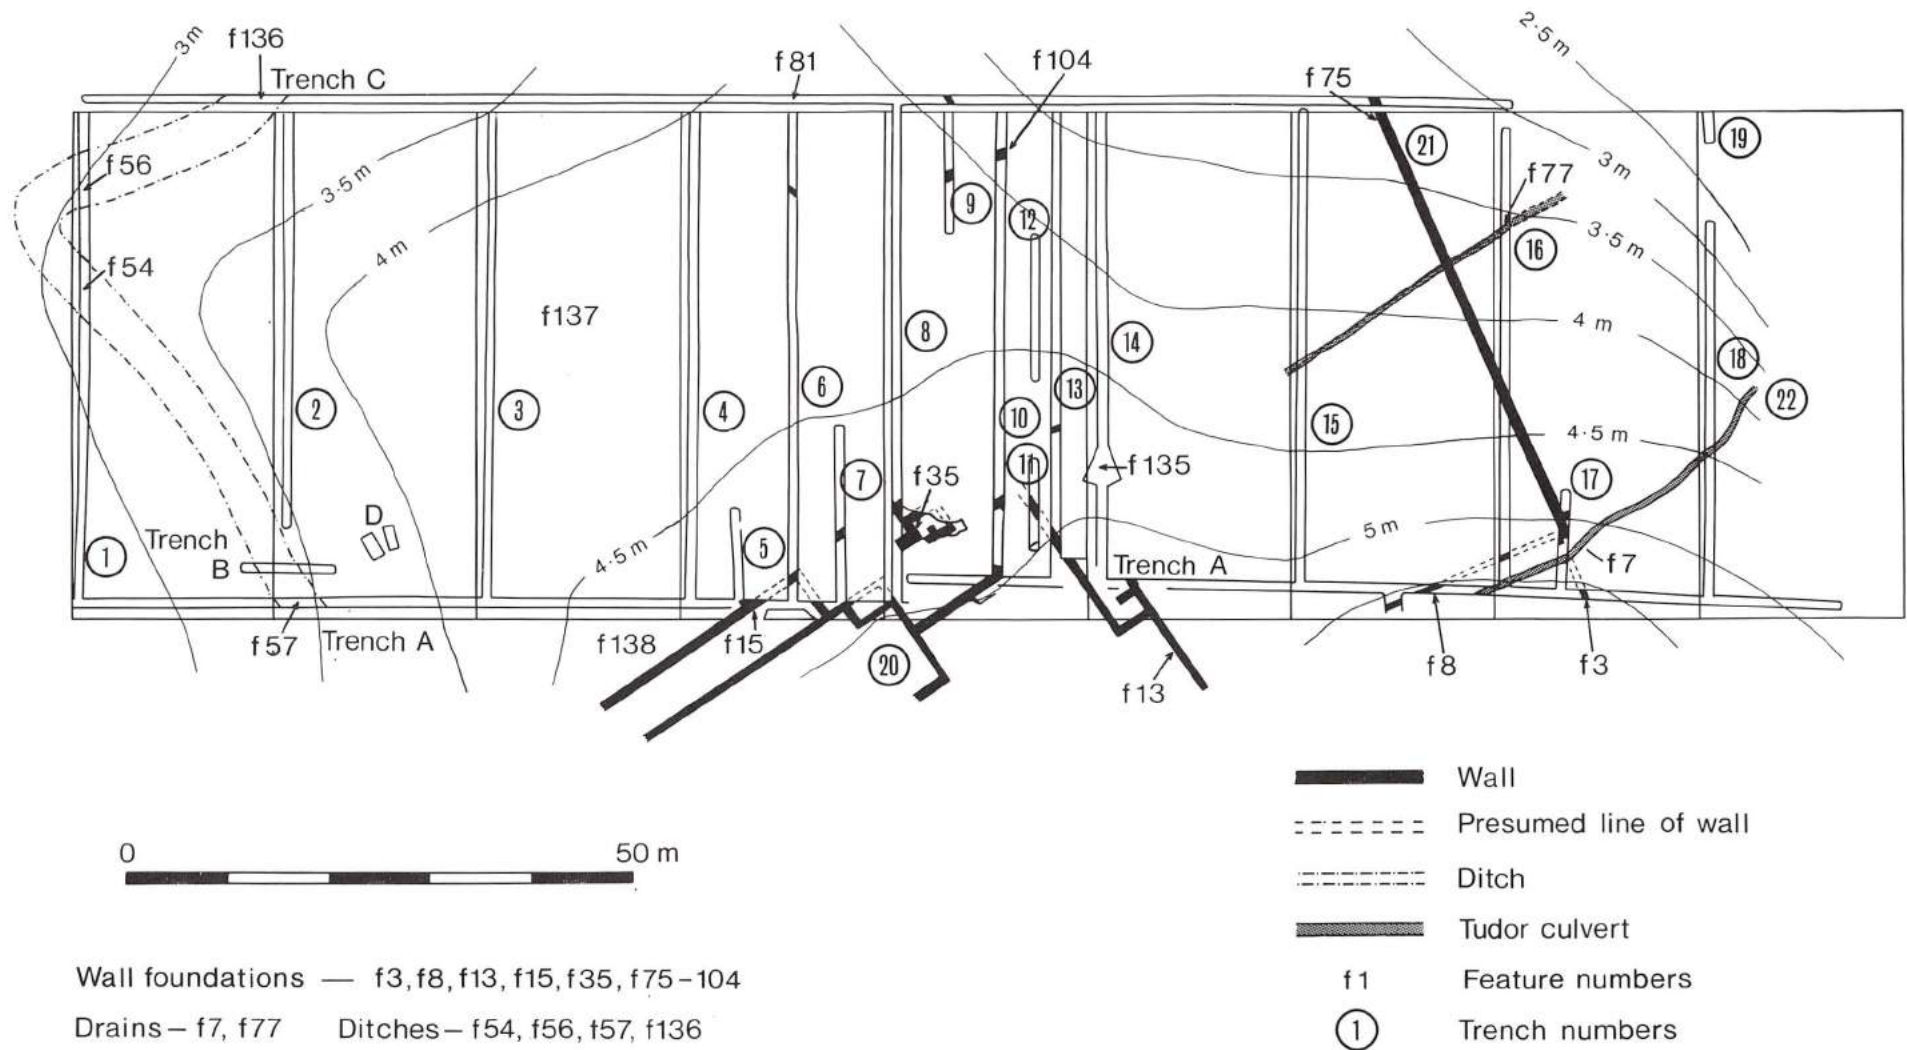 2·5 m
3m
f136
Trench C
f81
f104
f75
21
19
3 m
f56
3·5 m
f77
9
12
3·5 m
16
4 m
f54
f137
8
14
4 m
18
22
2
3
4
6
13
10
15
4·5 m
11
f135
7
f35
17
D
5 m
1
Trench
B
5
4·5 m
Trench A
f7
f57
Trench A
f138
f15
20
f13
f8
f3
Wall
Presumed line of wall
0
50 m
Ditch
Tudor culvert
Wall foundations — f3, f8, f13, f15, f35, f75–104
f1
Feature numbers
Drains – f7, f77
Ditches – f54, f56, f57, f136
1
Trench numbers